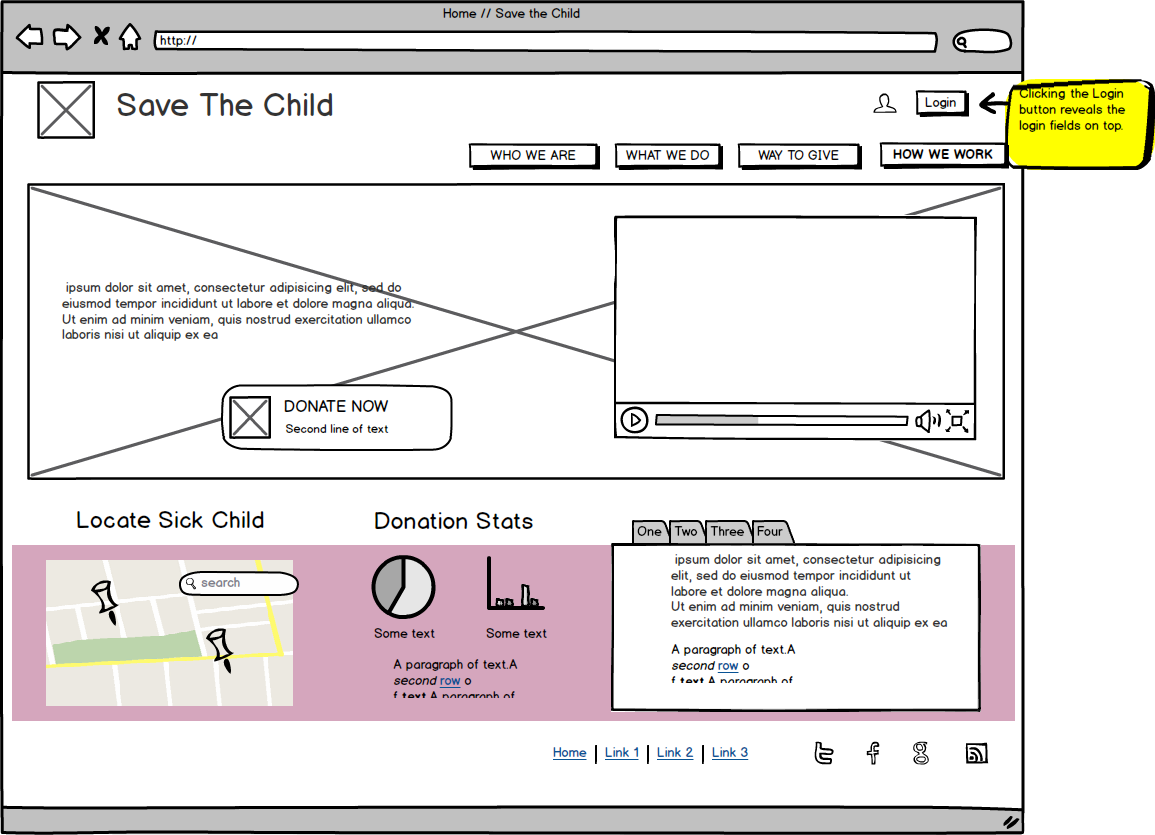 Home // Save the Child
http://
Save The Child
Login
Clicking the Login
button reveals the
login fields on top.
WHO WE ARE
WHAT WE DO
WAY TO GIVE
HOW WE WORK
ipsum dolor sit amet, consectetur adipisicing elit, sed do
eiusmod tempor incididunt ut labore et dolore magna aliqua.
Ut enim ad minim veniam, quis nostrud exercitation ullamco
laboris nisi ut aliquip ex ea
DONATE NOW
Second line of text
Locate Sick Child
search
Donation Stats
Some text
Some text
A paragraph of text.A
second row o
f text.A paragraph of
One
Two
Three
Four
ipsum dolor sit amet, consectetur adipisicing
elit, sed do eiusmod tempor incididunt ut
labore et dolore magna aliqua.
Ut enim ad minim veniam, quis nostrud
exercitation ullamco laboris nisi ut aliquip ex ea
A paragraph of text.A
second row o
f text.A paragraph of
Home
Link 1
Link 2
Link 3